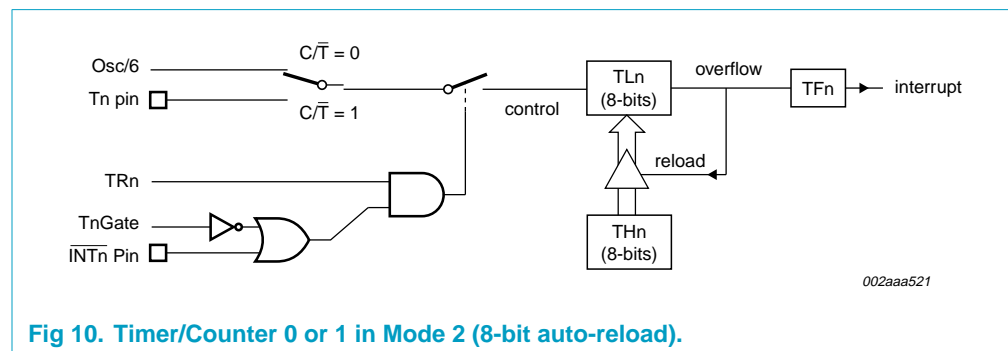 Osc/6
C/T̅ = 0
Tn pin
C/T̅ = 1
control
TLn
(8-bits)
overflow
TFn
interrupt
reload
TRn
TnGate
I̅N̅T̅n̅ Pin
THn
(8-bits)
002aaa521
Fig 10. Timer/Counter 0 or 1 in Mode 2 (8-bit auto-reload).